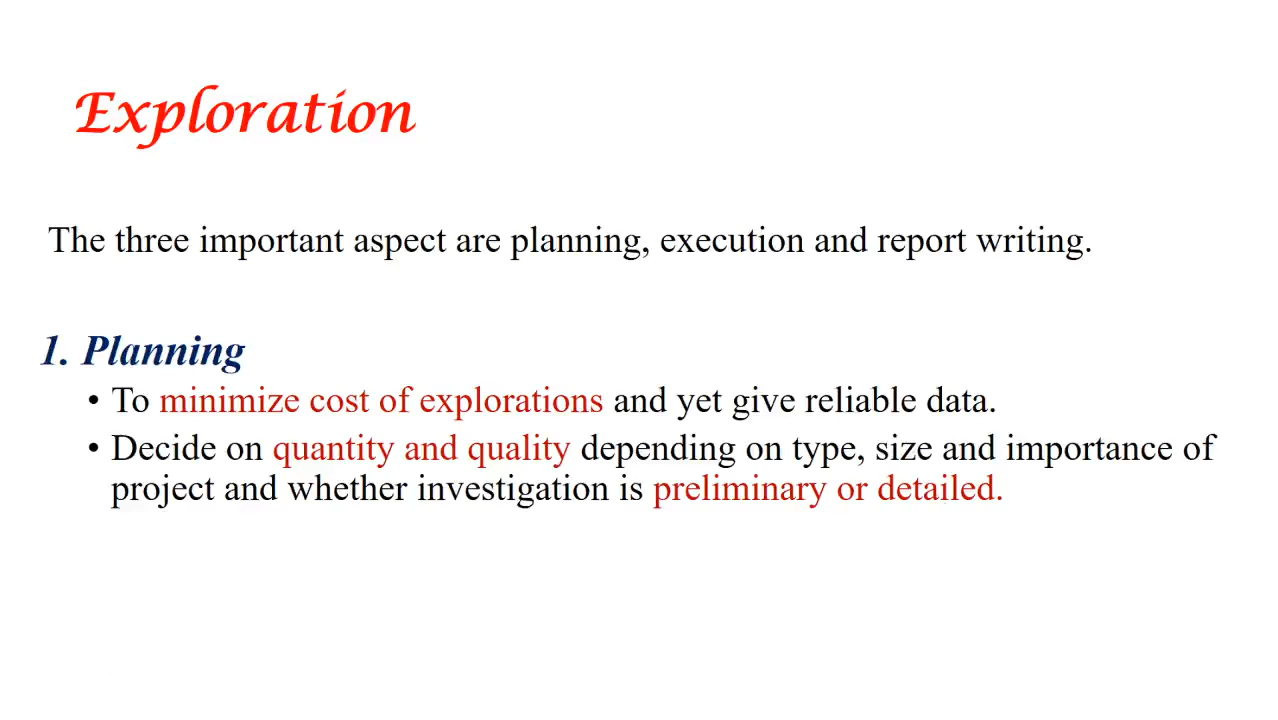 Exploration
The three important aspect are planning, execution and report writing.
1. Planning
• To minimize cost of explorations and yet give reliable data.
• Decide on quantity and quality depending on type, size and importance of
project and whether investigation is preliminary or detailed.